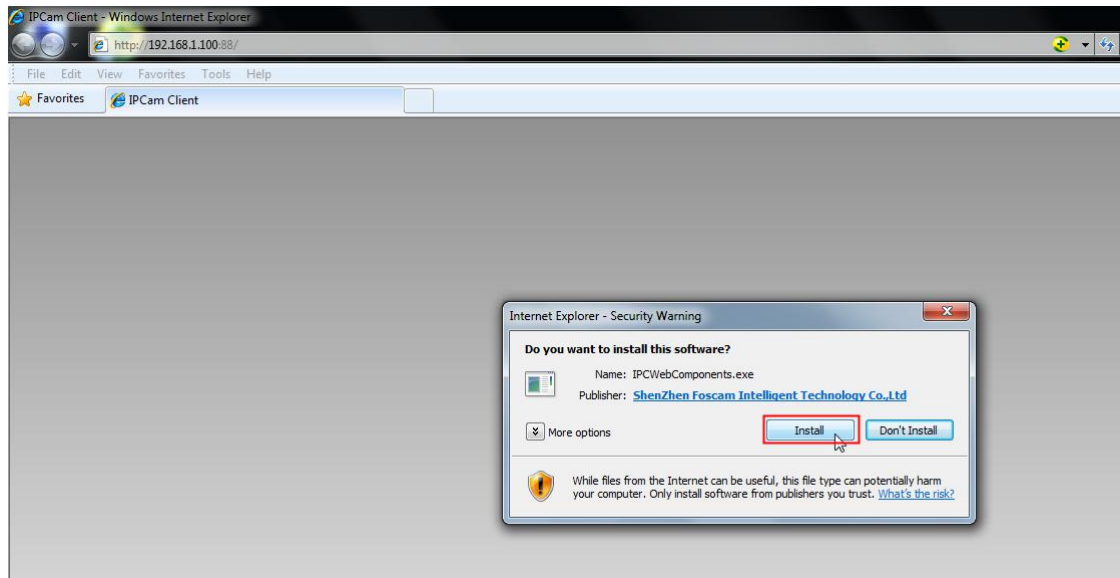 IPCam Client - Windows Internet Explorer
http://192.168.1.100:88/
File Edit View Favorites Tools Help
Favorites IPCam Client
Internet Explorer - Security Warning
Do you want to install this software?
Name: IPCWebComponents.exe
Publisher: ShenZhen Foscam Intelligent Technology Co.,Ltd
More options Install Don't Install
While files from the Internet can be useful, this file type can potentially harm
your computer. Only install software from publishers you trust. What's the risk?